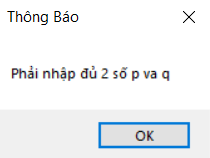 Thông Báo
Phải nhập đủ 2 số p va q
OK